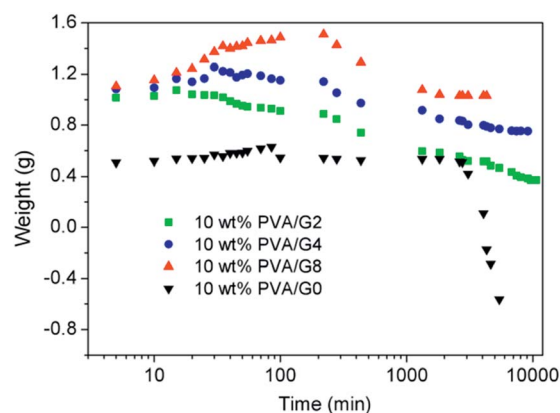 1.6
1.2
0.8
0.4
0.0
-0.4
-0.8
Weight (g)
10 wt% PVA/G2
10 wt% PVA/G4
10 wt% PVA/G8
10 wt% PVA/G0
10 100 1000 10000
Time (min)